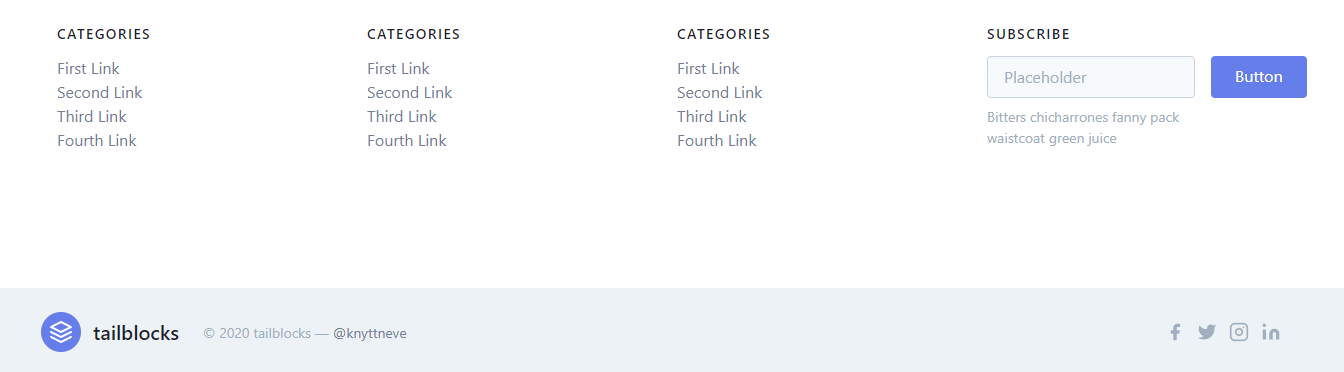 CATEGORIES
First Link
Second Link
Third Link
Fourth Link
CATEGORIES
First Link
Second Link
Third Link
Fourth Link
CATEGORIES
First Link
Second Link
Third Link
Fourth Link
SUBSCRIBE
Placeholder
Button
Bitters chicharrones fanny pack
waistcoat green juice
tailblocks
© 2020 tailblocks — @knyttneve